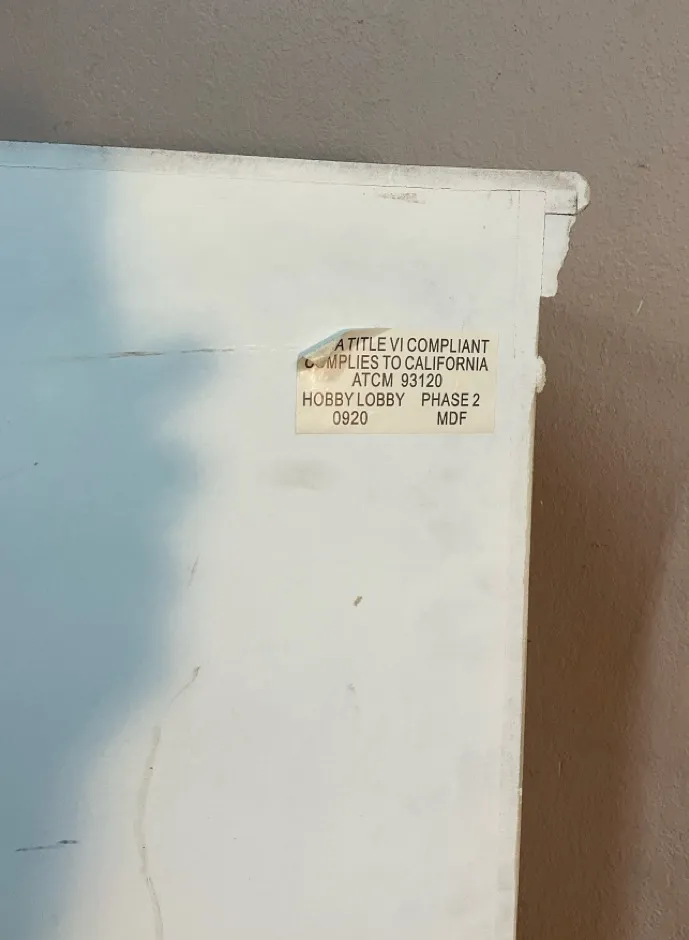 A TITLE VI COMPLIANT
COMPLIES TO CALIFORNIA
ATCM 93120
HOBBY LOBBY PHASE 2
0920 MDF